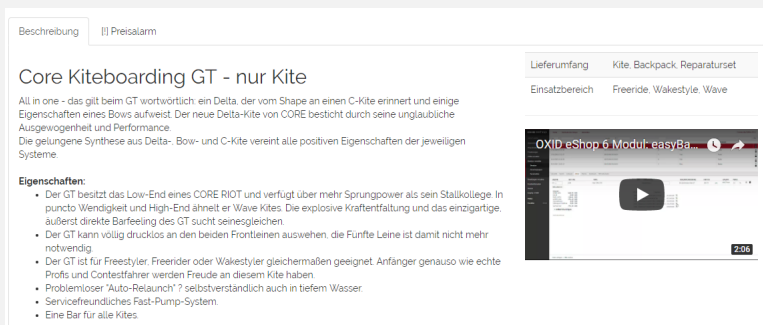 Beschreibung
[!] Preisalarm
Core Kiteboarding GT - nur Kite
All in one - das gilt beim GT wortwörtlich: ein Delta, der vom Shape an einen C-Kite erinnert und einige
Eigenschaften eines Bows aufweist. Der neue Delta-Kite von CORE besticht durch seine unglaubliche
Ausgewogenheit und Performance.
Die gelungene Synthese aus Delta-, Bow- und C-Kite vereint alle positiven Eigenschaften der jeweiligen
Systeme.
Eigenschaften:
• Der GT besitzt das Low-End eines CORE RIOT und verfügt über mehr Sprungpower als sein Stallkollege. In
puncto Wendigkeit und High-End ähnelt er Wave Kites. Die explosive Kraftentfaltung und das einzigartige,
äußerst direkte Barfeeling des GT sucht seinesgleichen.
• Der GT kann völlig drucklos an den beiden Frontleinen auswehen, die Fünfte Leine ist damit nicht mehr
notwendig.
• Der GT ist für Freestyler, Freerider oder Wakestyler gleichermaßen geeignet. Anfänger genauso wie echte
Profis und Contestfahrer werden Freude an diesem Kite haben.
• Problemloser "Auto-Relaunch" ? selbstverständlich auch in tiefem Wasser.
• Servicefreundliches Fast-Pump-System.
• Eine Bar für alle Kites.
Lieferumfang Kite, Backpack, Reparaturset
Einsatzbereich Freeride, Wakestyle, Wave
OXID eShop 6 Modul: easyBa...
2:06